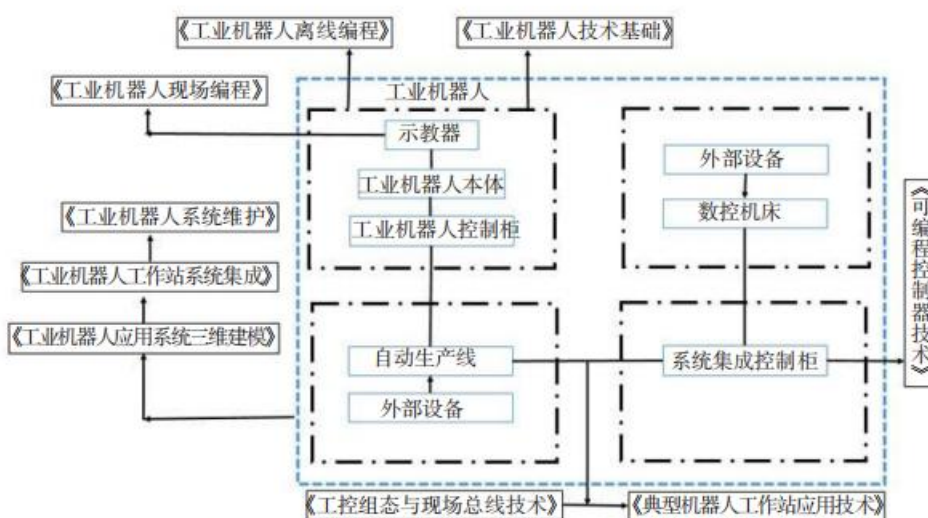 《工业机器人离线编程》
《工业机器人技术基础》
《工业机器人现场编程》
工业机器人
示教器
外部设备
工业机器人本体
数控机床
工业机器人控制柜
《可编程控制器技术》
《工业机器人系统维护》
《工业机器人工作站系统集成》
《工业机器人应用系统三维建模》
自动生产线
系统集成控制柜
外部设备
《工控组态与现场总线技术》
《典型机器人工作站应用技术》